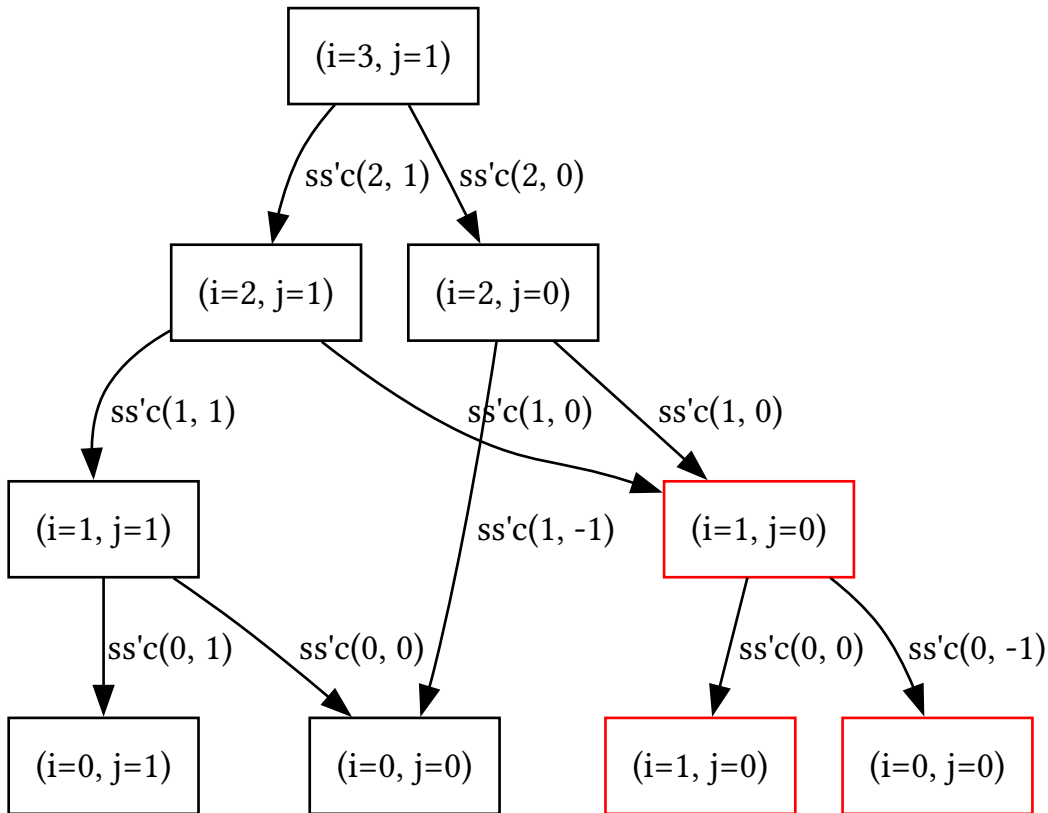 (i=3, j=1)
ss'c(2, 1)
ss'c(2, 0)
(i=2, j=1)
(i=2, j=0)
ss'c(1, 1)
ss'c(1, 0)
ss'c(1, 0)
(i=1, j=1)
ss'c(1, -1)
(i=1, j=0)
ss'c(0, 1)
ss'c(0, 0)
ss'c(0, 0)
ss'c(0, -1)
(i=0, j=1)
(i=0, j=0)
(i=1, j=0)
(i=0, j=0)